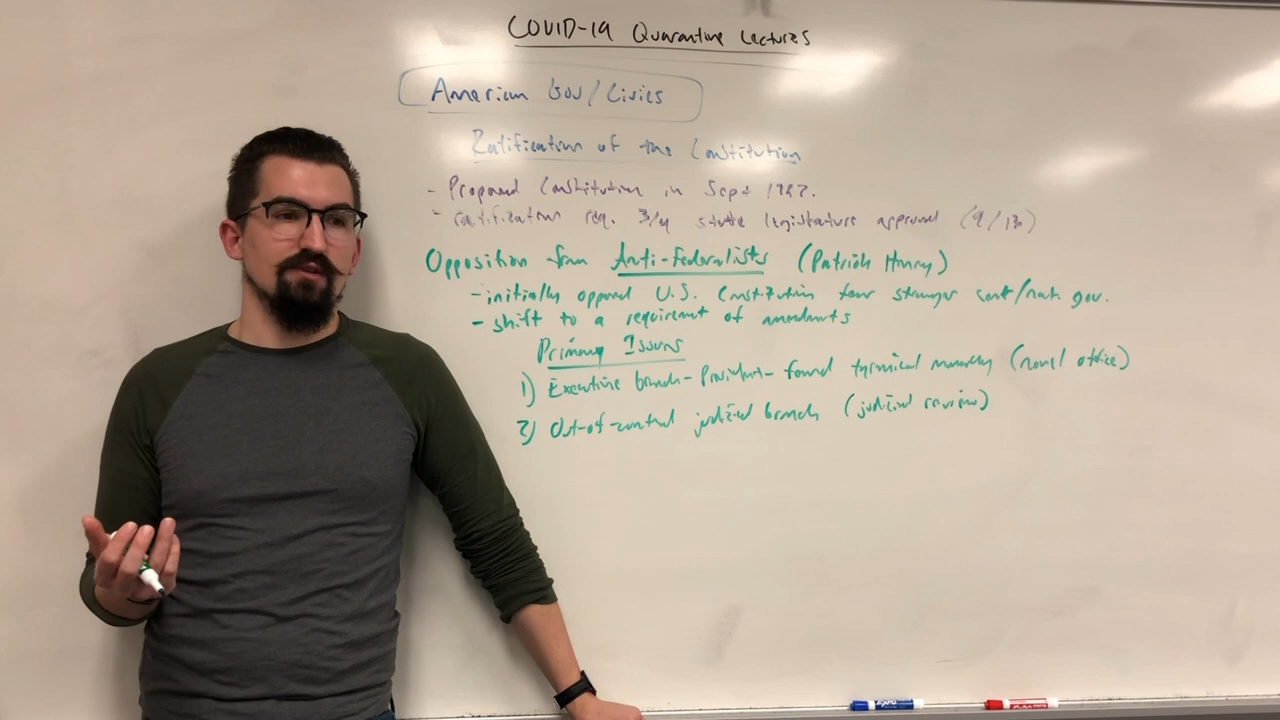 COVID-19 Quarantine Lectures
American Gov/Civics
Ratification of the Constitution
- Proposed Constitution in Sept 1787.
- ratification req. 3/4 state legislature approval (9/13)
Opposition from Anti-Federalists (Patrick Henry)
- initially opposed U.S. Constitution fear stronger cent/nat. gov.
- shift to a requirement of amendments
Primary Issues
1) Executive branch - President - found tyrannical monarchy (novel office)
2) Out-of-control judicial branch (judicial review)
EXPO